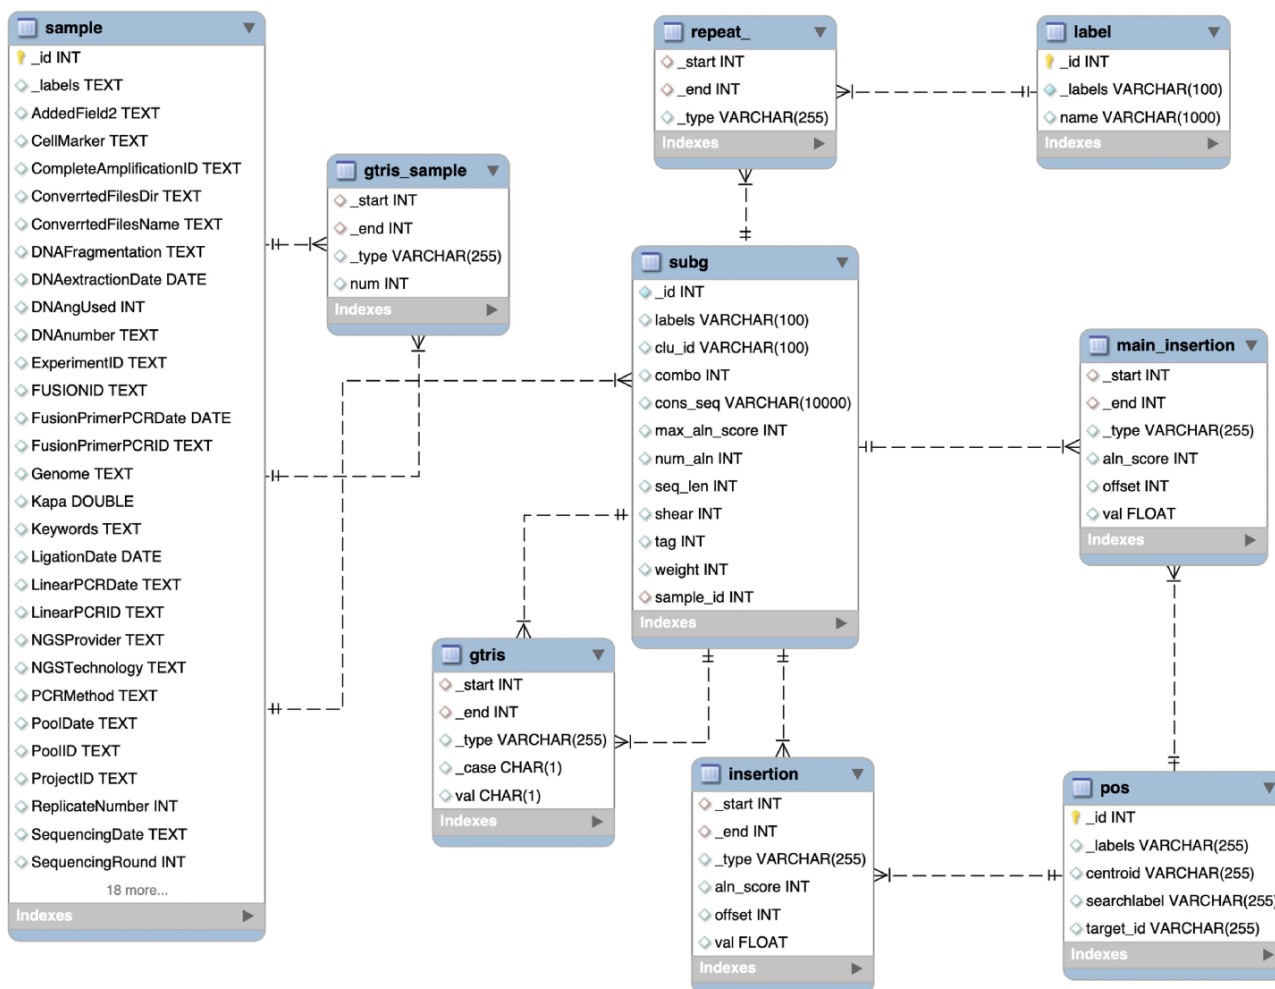 sample
_id INT
_labels TEXT
AddedField2 TEXT
CellMarker TEXT
CompleteAmplificationID TEXT
ConverrtedFilesDir TEXT
ConverrtedFilesName TEXT
DNAFragmentation TEXT
DNAextractionDate DATE
DNAngUsed INT
DNAnumber TEXT
ExperimentID TEXT
FUSIONID TEXT
FusionPrimerPCRDate DATE
FusionPrimerPCRID TEXT
Genome TEXT
Kapa DOUBLE
Keywords TEXT
LigationDate DATE
LinearPCRDate TEXT
LinearPCRID TEXT
NGSProvider TEXT
NGSTechnology TEXT
PCRMethod TEXT
PoolDate TEXT
PoolID TEXT
ProjectID TEXT
ReplicateNumber INT
SequencingDate TEXT
SequencingRound INT
18 more...
Indexes
gtris_sample
_start INT
_end INT
_type VARCHAR(255)
num INT
Indexes
repeat_
_start INT
_end INT
_type VARCHAR(255)
Indexes
label
_id INT
_labels VARCHAR(100)
name VARCHAR(1000)
Indexes
subg
_id INT
labels VARCHAR(100)
clu_id VARCHAR(100)
combo INT
cons_seq VARCHAR(10000)
max_aln_score INT
num_aln INT
seq_len INT
shear INT
tag INT
weight INT
sample_id INT
Indexes
main_insertion
_start INT
_end INT
_type VARCHAR(255)
aln_score INT
offset INT
val FLOAT
Indexes
gtris
_start INT
_end INT
_type VARCHAR(255)
_case CHAR(1)
val CHAR(1)
Indexes
insertion
_start INT
_end INT
_type VARCHAR(255)
aln_score INT
offset INT
val FLOAT
Indexes
pos
_id INT
_labels VARCHAR(255)
centroid VARCHAR(255)
searchlabel VARCHAR(255)
target_id VARCHAR(255)
Indexes